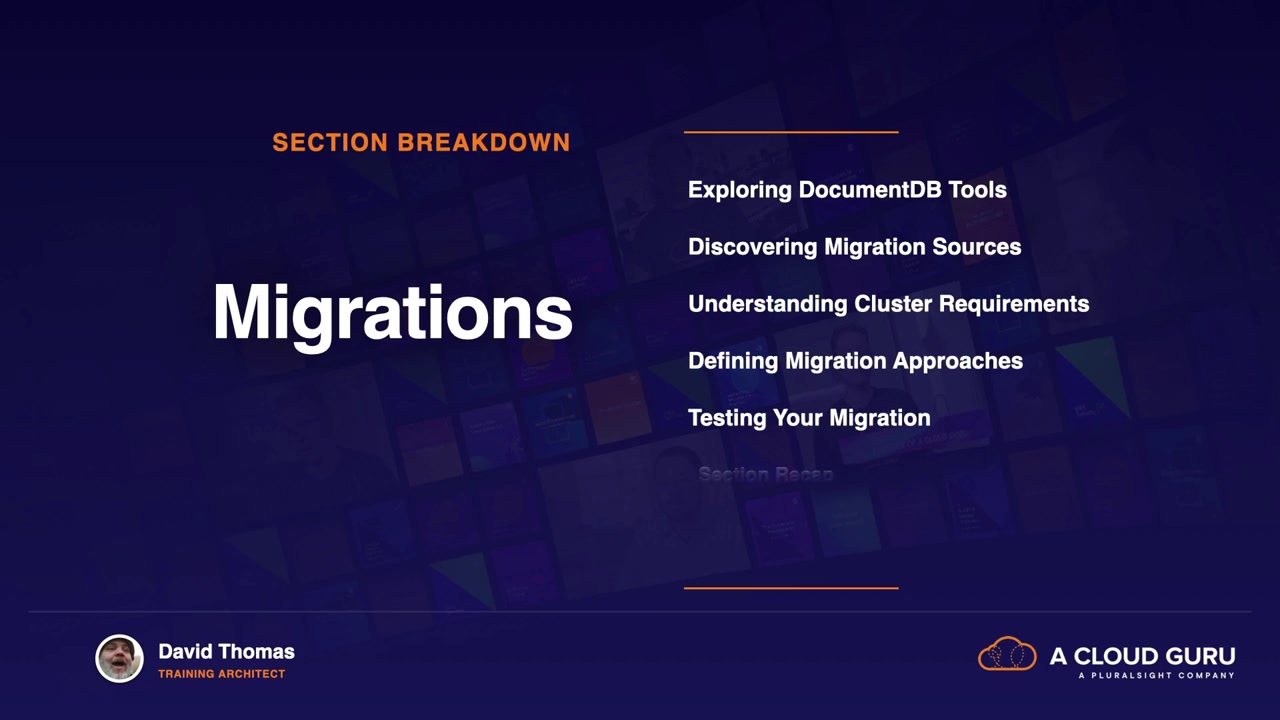 SECTION BREAKDOWN
Migrations
Exploring DocumentDB Tools
Discovering Migration Sources
Understanding Cluster Requirements
Defining Migration Approaches
Testing Your Migration
Section Recap
David Thomas
TRAINING ARCHITECT
A CLOUD GURU
A PLURALSIGHT COMPANY